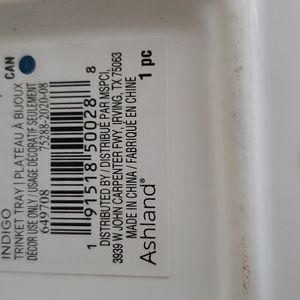 INDIGO
TRINKET TRAY | PLATEAU À BIJOUX
DÉCOR USE ONLY / USAGE DÉCORATIF SEULEMENT
649708 75288-2020-08
CAN
1 91518 50028 8
DISTRIBUTED BY / DISTRIBUÉ PAR MSPCI,
3939 W JOHN CARPENTER FWY, IRVING, TX 75063
MADE IN CHINA / FABRIQUÉ EN CHINE
Ashland®
1 pc